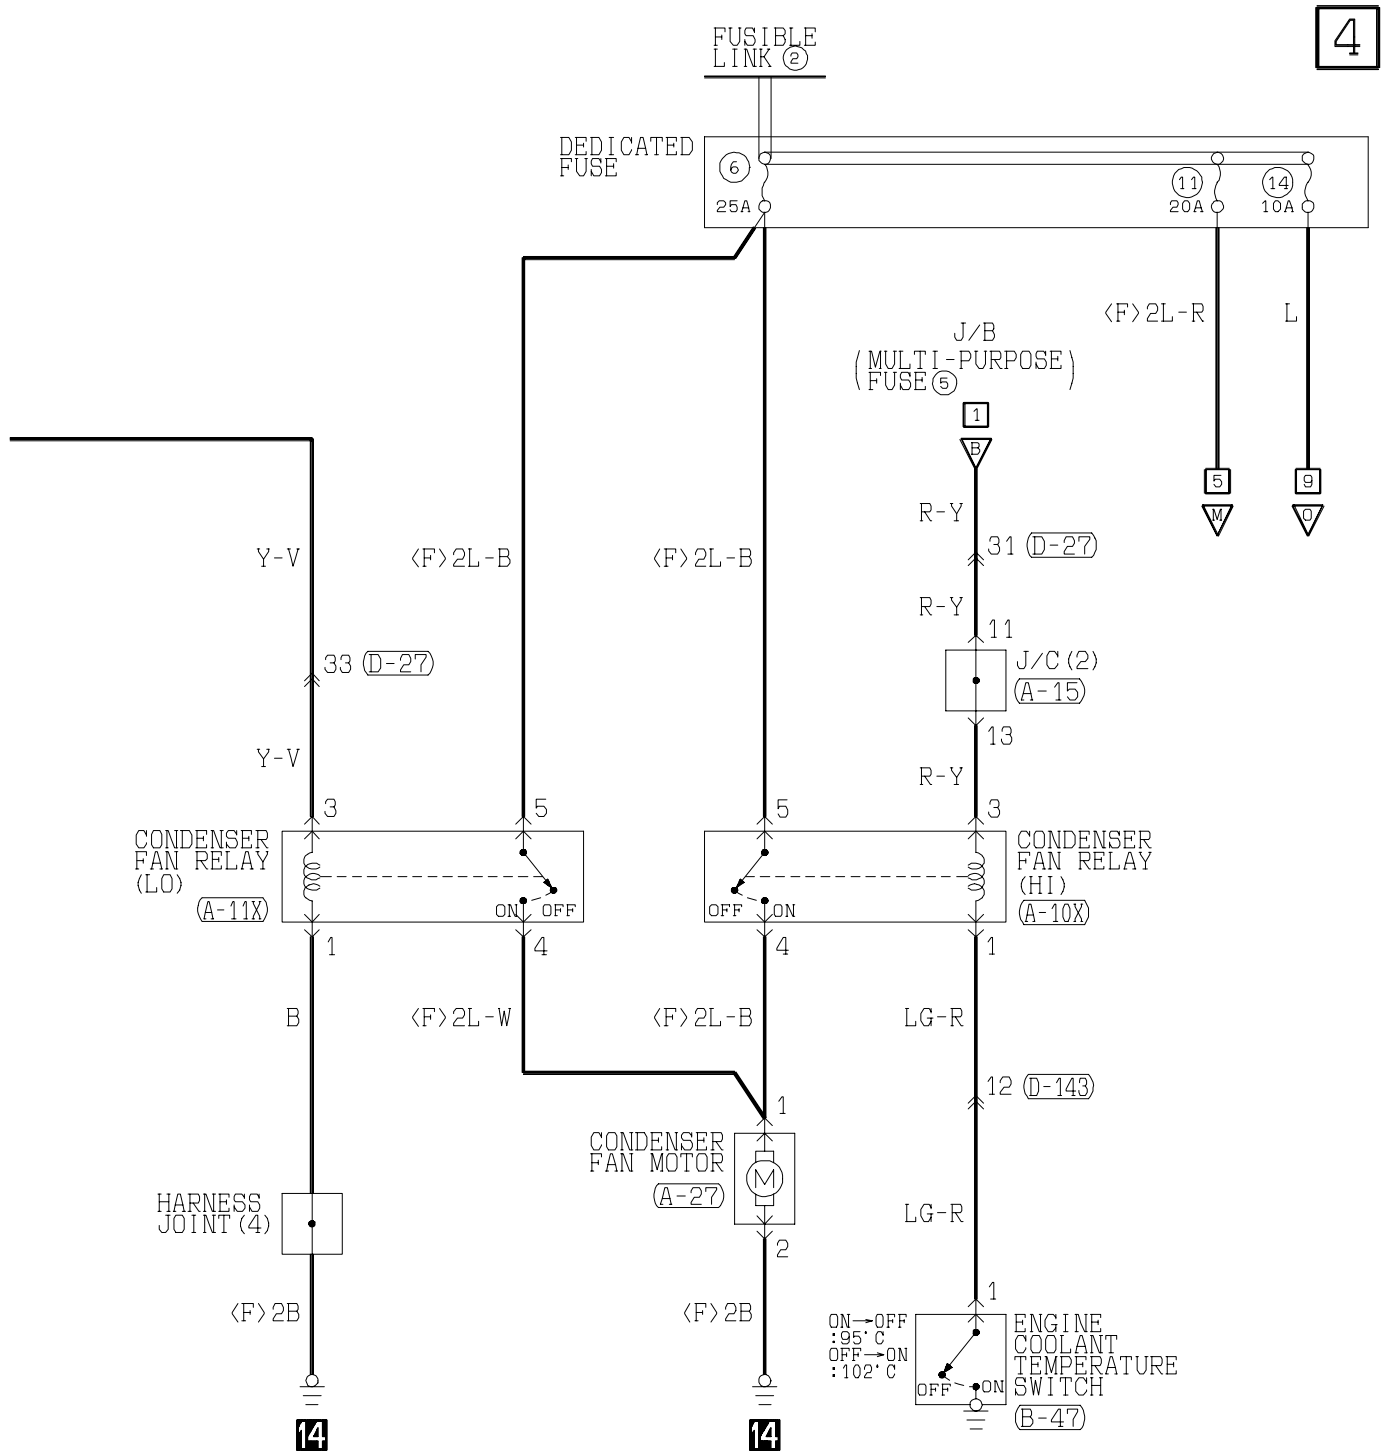 4
FUSIBLE
LINK ②
DEDICATED
FUSE
⑥
25A
⑪
20A
⑭
10A
<F>2L-R
L
J/B
(MULTI-PURPOSE)
(FUSE⑤)
1
B
5
M
9
O
R-Y
31 (D-27)
Y-V
<F>2L-B
<F>2L-B
R-Y
11
33 (D-27)
J/C(2)
(A-15)
13
Y-V
R-Y
3
5
5
3
CONDENSER
FAN RELAY
(LO)
(A-11X)
ON
OFF
OFF
ON
CONDENSER
FAN RELAY
(HI)
(A-10X)
1
4
4
1
B
<F>2L-W
<F>2L-B
LG-R
12 (D-143)
1
CONDENSER
FAN MOTOR
(A-27)
M
HARNESS
JOINT(4)
LG-R
2
1
<F>2B
<F>2B
ON→OFF
:95°C
OFF→ON
:102°C
OFF
ON
ENGINE
COOLANT
TEMPERATURE
SWITCH
(B-47)
14
14